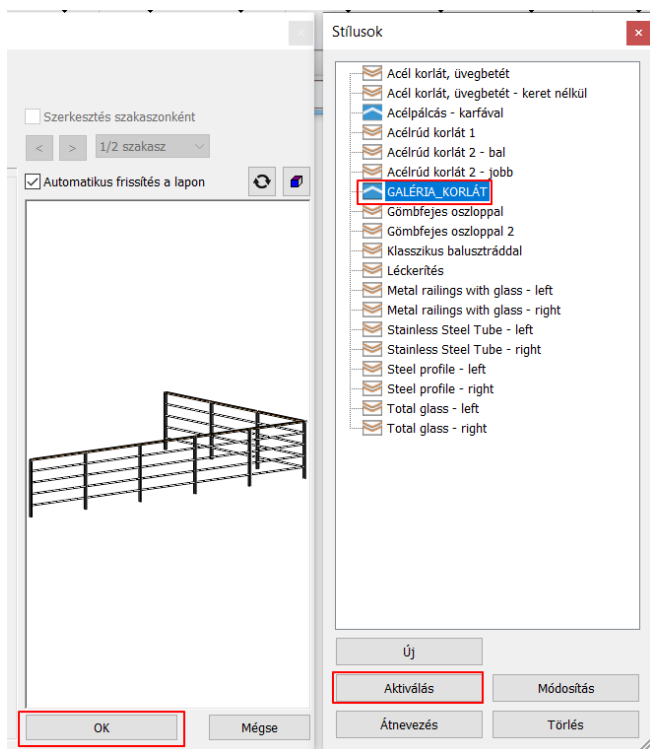 Szerkesztés szakaszonként
< > 1/2 szakasz
Automatikus frissítés a lapon
OK
Mégse
Stílusok
Acél korlát, üvegbetét
Acél korlát, üvegbetét - keret nélkül
Acélpálcás - karfával
Acélrúd korlát 1
Acélrúd korlát 2 - bal
Acélrúd korlát 2 - jobb
GALÉRIA_KORLÁT
Gömbfejes oszloppal
Gömbfejes oszloppal 2
Klasszikus balusztráddal
Léckerítés
Metal railings with glass - left
Metal railings with glass - right
Stainless Steel Tube - left
Stainless Steel Tube - right
Steel profile - left
Steel profile - right
Total glass - left
Total glass - right
Új
Aktiválás
Módosítás
Átnevezés
Törlés